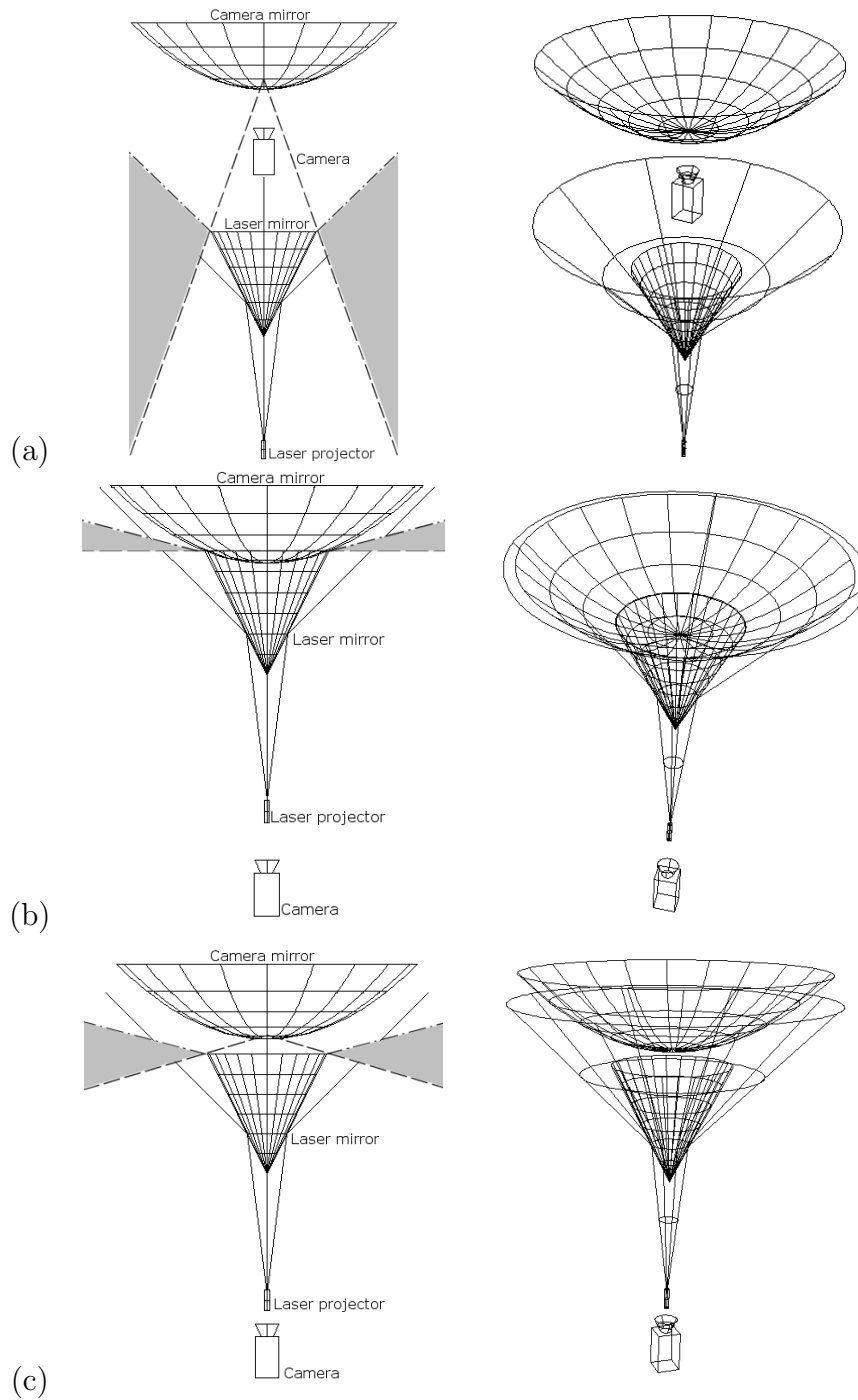 Camera mirror
Camera
Laser mirror
Laser projector
(a)
Camera mirror
Laser mirror
Laser projector
Camera
(b)
Camera mirror
Laser mirror
Laser projector
Camera
(c)